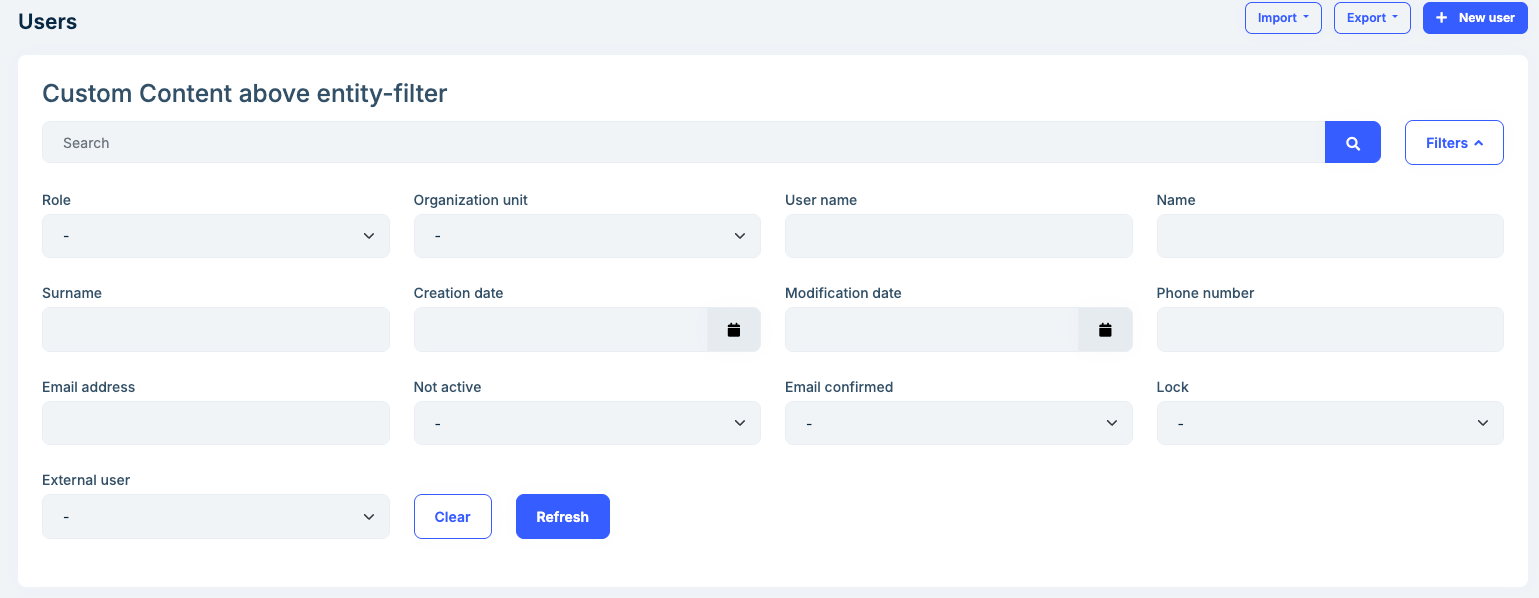 Users
Import
Export
New user
Custom Content above entity-filter
Search
Filters
Role
Organization unit
User name
Name
-
-
Surname
Creation date
Modification date
Phone number
Email address
Not active
Email confirmed
Lock
-
-
-
External user
-
Clear
Refresh